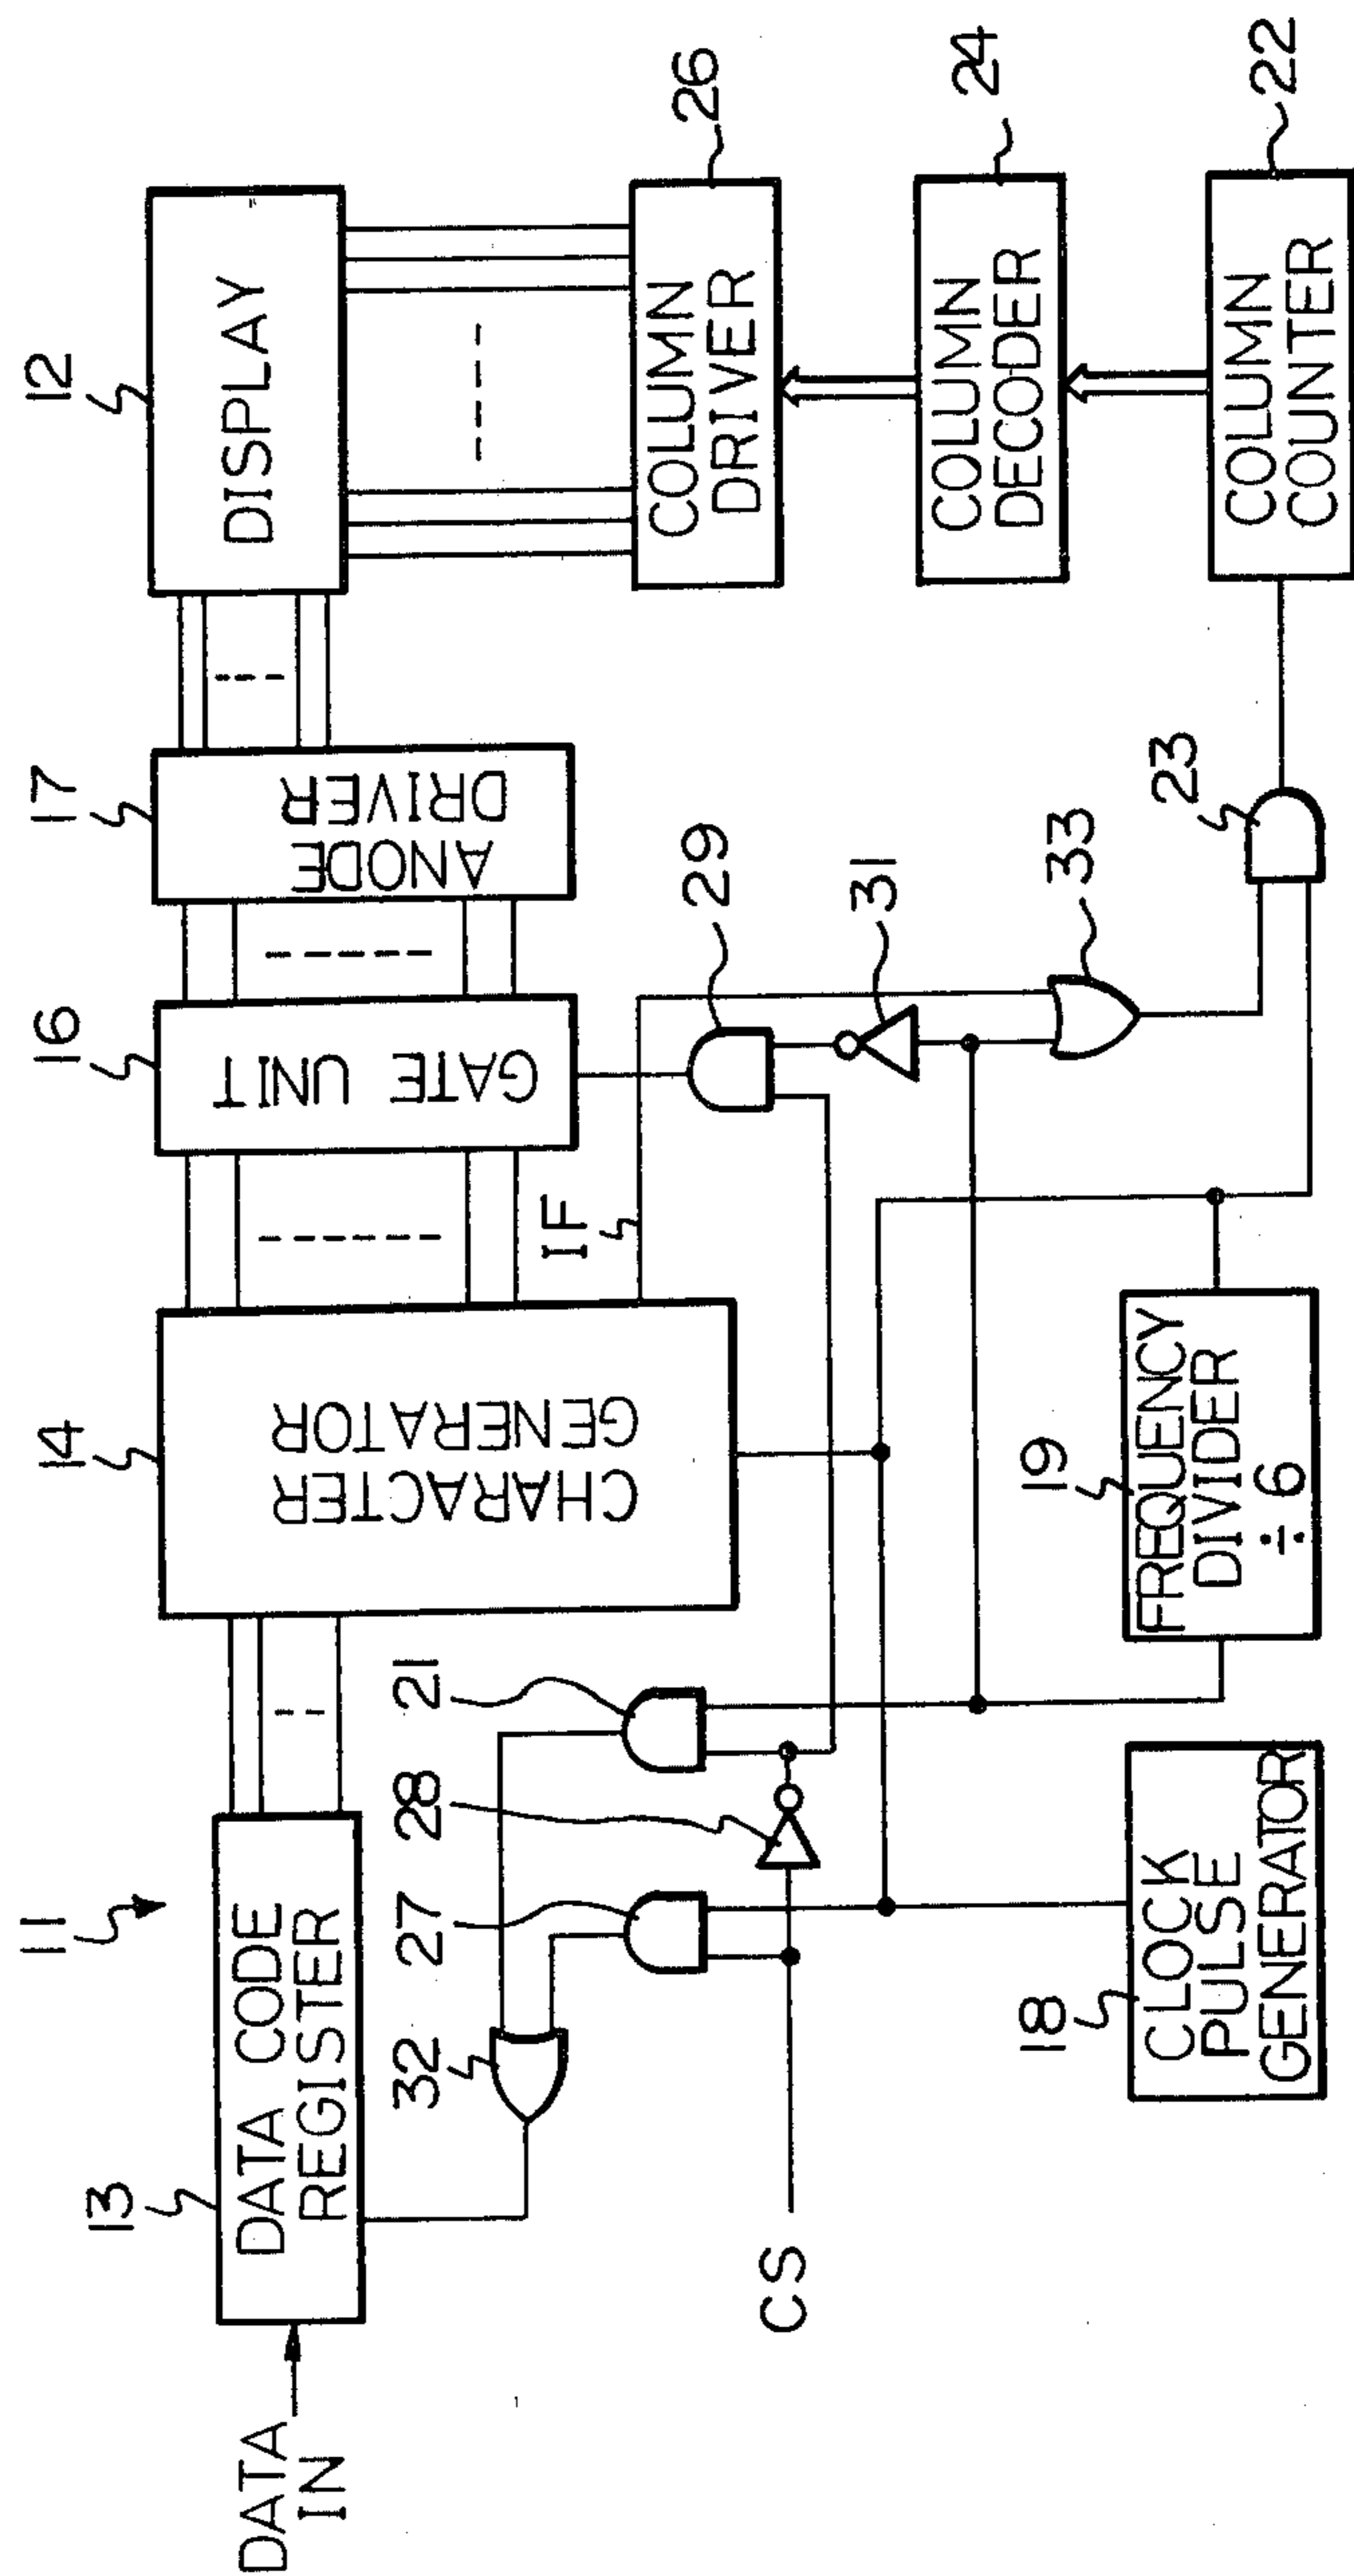 11
12
DISPLAY
17
ANODE
DRIVER
16
GATE UNIT
14
CHARACTER
GENERATOR
13
DATA CODE
REGISTER
DATA
IN
IF
26
COLUMN
DRIVER
24
COLUMN
DECODER
22
COLUMN
COUNTER
29
31
33
23
21
28
27
32
CS
19
FREQUENCY
DIVIDER
÷ 6
18
CLOCK
PULSE
GENERATOR